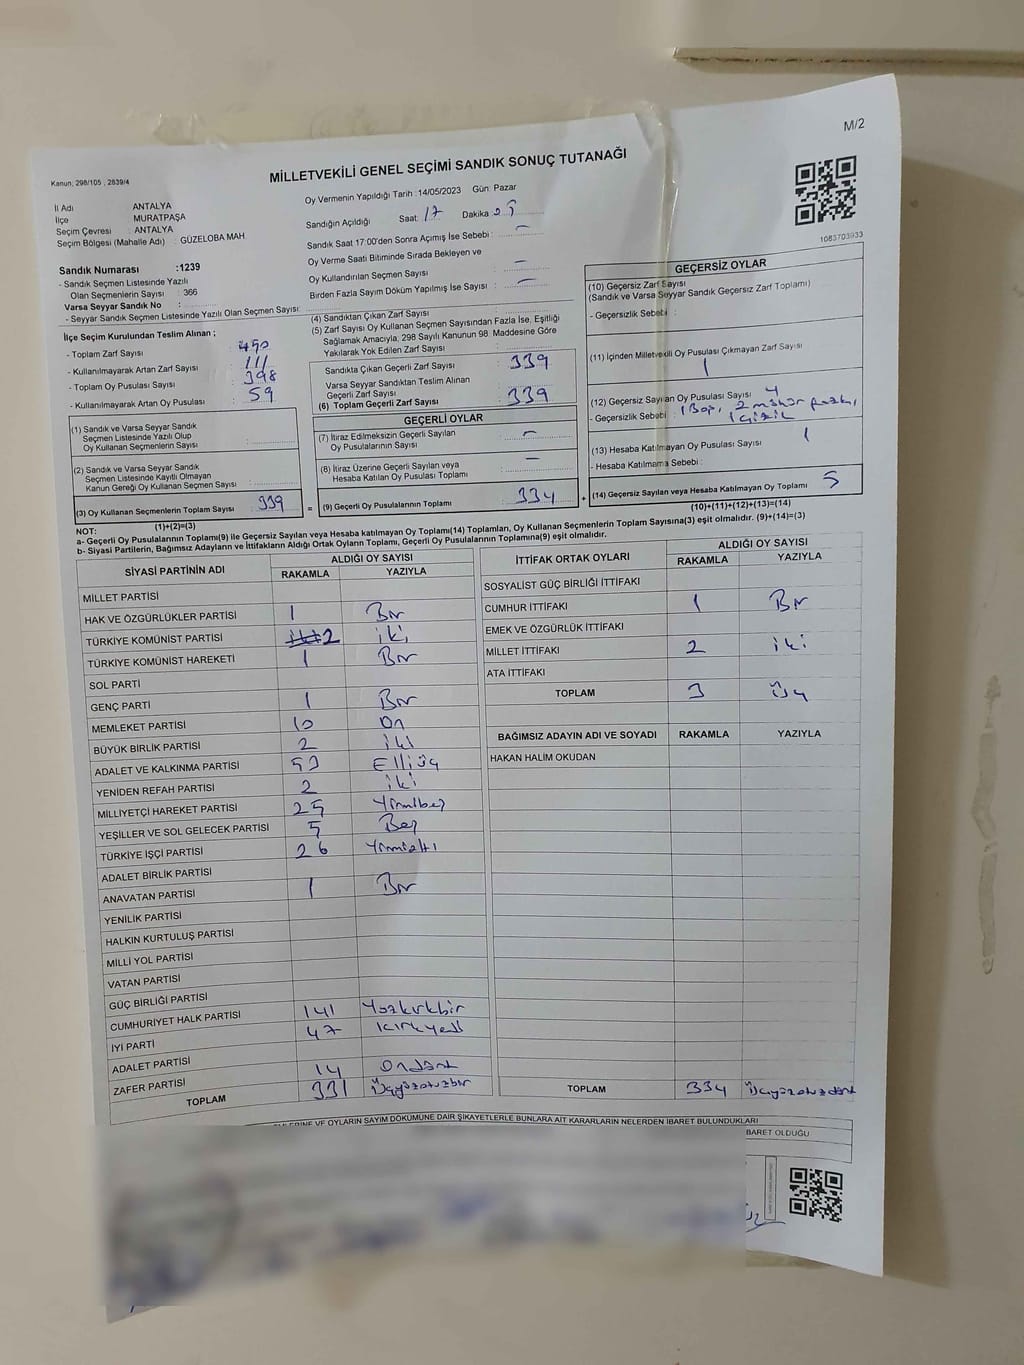 M/2
Kanun; 298/105 ; 2839/4
MİLLETVEKİLİ GENEL SEÇİMİ SANDIK SONUÇ TUTANAĞI
İl Adı ANTALYA
İlçe MURATPAŞA
Seçim Çevresi : ANTALYA
Seçim Bölgesi (Mahalle Adı) : GÜZELOBA MAH
Sandık Numarası :1239
- Sandık Seçmen Listesinde Yazılı
Olan Seçmenlerin Sayısı : 366
Varsa Seyyar Sandık No :
- Seyyar Sandık Seçmen Listesinde Yazılı Olan Seçmen Sayısı:
Oy Vermenin Yapıldığı Tarih : 14/05/2023 Gün: Pazar
Sandığın Açıldığı Saat: 17 Dakika 05
Sandık Saat 17:00'den Sonra Açımış İse Sebebi : —
Oy Verme Saati Bitiminde Sırada Bekleyen ve
Oy Kullandırılan Seçmen Sayısı —
Birden Fazla Sayım Döküm Yapılmış İse Sayısı : —
1083703933
İlçe Seçim Kurulundan Teslim Alınan ;
- Toplam Zarf Sayısı 450
- Kullanılmayarak Artan Zarf Sayısı 111
- Toplam Oy Pusulası Sayısı 398
- Kullanılmayarak Artan Oy Pusulası : 59
(1) Sandık ve Varsa Seyyar Sandık
Seçmen Listesinde Yazılı Olup
Oy Kullanan Seçmenlerin Sayısı :
(2) Sandık ve Varsa Seyyar Sandık
Seçmen Listesinde Kayıtlı Olmayan
Kanun Gereği Oy Kullanan Seçmen Sayısı :
(3) Oy Kullanan Seçmenlerin Toplam Sayısı : 339
(1)+(2)=(3)
(4) Sandıktan Çıkan Zarf Sayısı :
(5) Zarf Sayısı Oy Kullanan Seçmen Sayısından Fazla İse, Eşitliği
Sağlamak Amacıyla, 298 Sayılı Kanunun 98. Maddesine Göre
Yakılarak Yok Edilen Zarf Sayısı :
Sandıkta Çıkan Geçerli Zarf Sayısı : 339
Varsa Seyyar Sandıktan Teslim Alınan
Geçerli Zarf Sayısı :
(6) Toplam Geçerli Zarf Sayısı : 339
GEÇERLİ OYLAR
(7) İtiraz Edilmeksizin Geçerli Sayılan
Oy Pusulalarının Sayısı : —
(8) İtiraz Üzerine Geçerli Sayılan veya
Hesaba Katılan Oy Pusulası Toplamı : —
= (9) Geçerli Oy Pusulalarının Toplamı : 334 +
GEÇERSİZ OYLAR
(10) Geçersiz Zarf Sayısı :
(Sandık ve Varsa Seyyar Sandık Geçersiz Zarf Toplamı)
- Geçersizlik Sebebi :
(11) İçinden Milletvekili Oy Pusulası Çıkmayan Zarf Sayısı
1
(12) Geçersiz Sayılan Oy Pusulası Sayısı : 4
- Geçersizlik Sebebi : 1 Boş, 2 mühür
(13) Hesaba Katılmayan Oy Pusulası Sayısı 1
- Hesaba Katılmama Sebebi :
(14) Geçersiz Sayılan veya Hesaba Katılmayan Oy Toplamı : 5
(10)+(11)+(12)+(13)=(14)
NOT:
a- Geçerli Oy Pusulalarının Toplamı(9) ile Geçersiz Sayılan veya Hesaba katılmayan Oy Toplamı(14) Toplamları, Oy Kullanan Seçmenlerin Toplam Sayısına(3) eşit olmalıdır. (9)+(14)=(3)
b- Siyasi Partilerin, Bağımsız Adayların ve İttifakların Aldığı Ortak Oyların Toplamı, Geçerli Oy Pusulalarının Toplamına(9) eşit olmalıdır.
SİYASİ PARTİNİN ADI ALDIĞI OY SAYISI
RAKAMLA YAZIYLA
MİLLET PARTİSİ
HAK VE ÖZGÜRLÜKLER PARTİSİ 1 Bir
TÜRKİYE KOMÜNİST PARTİSİ 2 iki
TÜRKİYE KOMÜNİST HAREKETİ 1 Bir
SOL PARTİ
GENÇ PARTİ 1 Bir
MEMLEKET PARTİSİ 10 On
BÜYÜK BİRLİK PARTİSİ 2 iki
ADALET VE KALKINMA PARTİSİ 53 Elliüç
YENİDEN REFAH PARTİSİ 2 iki
MİLLİYETÇİ HAREKET PARTİSİ 25 Yirmibeş
YEŞİLLER VE SOL GELECEK PARTİSİ 5 Beş
TÜRKİYE İŞÇİ PARTİSİ 26 Yirmialtı
ADALET BİRLİK PARTİSİ
ANAVATAN PARTİSİ 1 Bir
YENİLİK PARTİSİ
HALKIN KURTULUŞ PARTİSİ
MİLLİ YOL PARTİSİ
VATAN PARTİSİ
GÜÇ BİRLİĞİ PARTİSİ
CUMHURİYET HALK PARTİSİ 141 Yüzkırkbir
İYİ PARTİ 47 kırkyedi
ADALET PARTİSİ
ZAFER PARTİSİ 14 Ondört
TOPLAM 331 Üçyüzotuzbir
İTTİFAK ORTAK OYLARI ALDIĞI OY SAYISI
RAKAMLA YAZIYLA
SOSYALİST GÜÇ BİRLİĞİ İTTİFAKI
CUMHUR İTTİFAKI 1 Bir
EMEK VE ÖZGÜRLÜK İTTİFAKI
MİLLET İTTİFAKI 2 iki
ATA İTTİFAKI
TOPLAM 3 Üç
BAĞIMSIZ ADAYIN ADI VE SOYADI RAKAMLA YAZIYLA
HAKAN HALİM OKUDAN
TOPLAM 334 Üçyüzotuzdört
VE OYLARIN SAYIM DÖKÜMÜNE DAİR ŞİKAYETLERLE BUNLARA AİT KARARLARIN NELERDEN İBARET BULUNDUKLARI
İBARET OLDUĞU